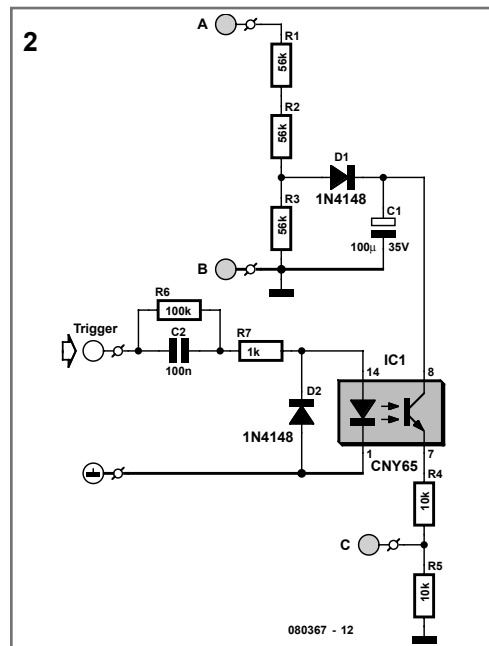 2
A
R1
56k
R2
56k
D1
1N4148
R3
56k
C1
100µ 35V
B
R6
100k
Trigger
C2
100n
R7
1k
IC1
14
8
D2
1N4148
1
7
CNY65
R4
10k
C
R5
10k
080367 - 12